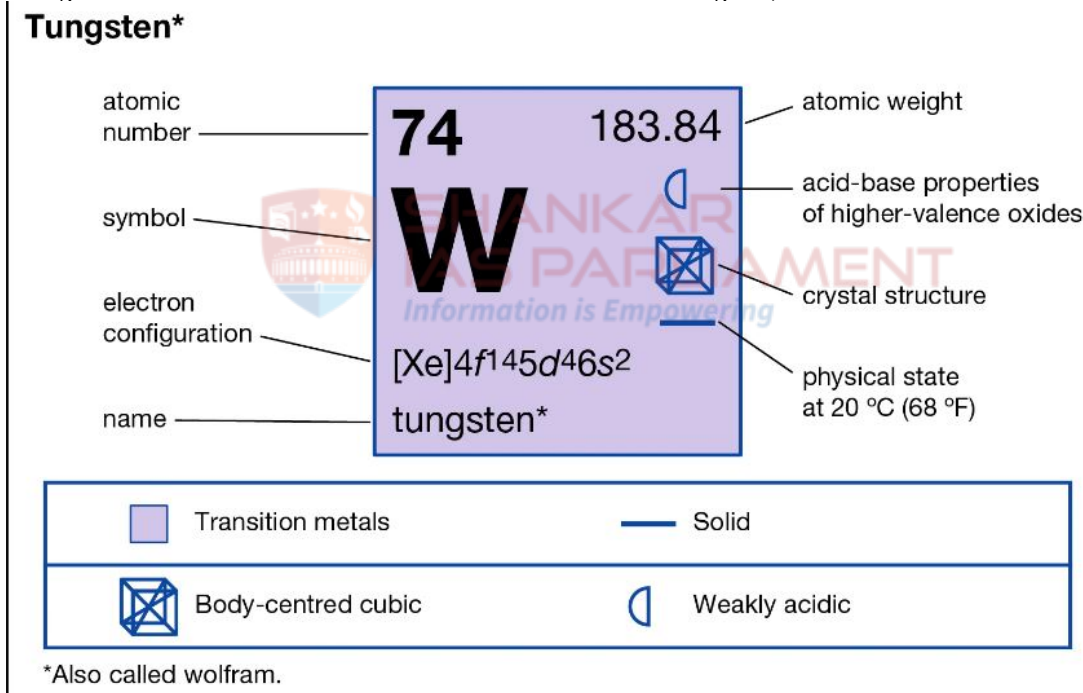 Tungsten*
atomic
number
74
183.84
atomic weight
symbol
W
acid-base properties
of higher-valence oxides
SHANKAR
IAS PARLIAMENT
Information is Empowering
crystal structure
electron
configuration
[Xe]4f¹⁴5d⁴6s²
physical state
at 20 ºC (68 ºF)
name
tungsten*
Transition metals
Solid
Body-centred cubic
Weakly acidic
*Also called wolfram.